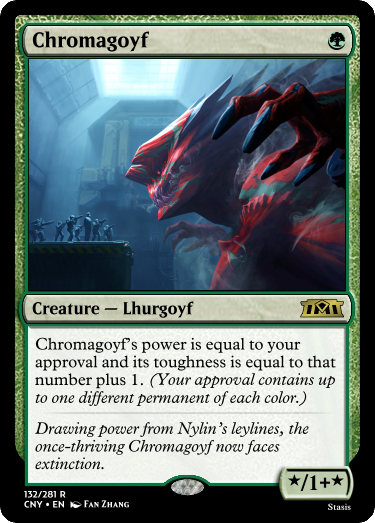 Chromagoyf
Creature — Lhurgoyf
Chromagoyf's power is equal to your
approval and its toughness is equal to that
number plus 1. (Your approval contains up
to one different permanent of each color.)
Drawing power from Nylin's leylines, the
once-thriving Chromagoyf now faces
extinction.
★/1+★
132/281 R
CNY • EN Fan Zhang
Stasis